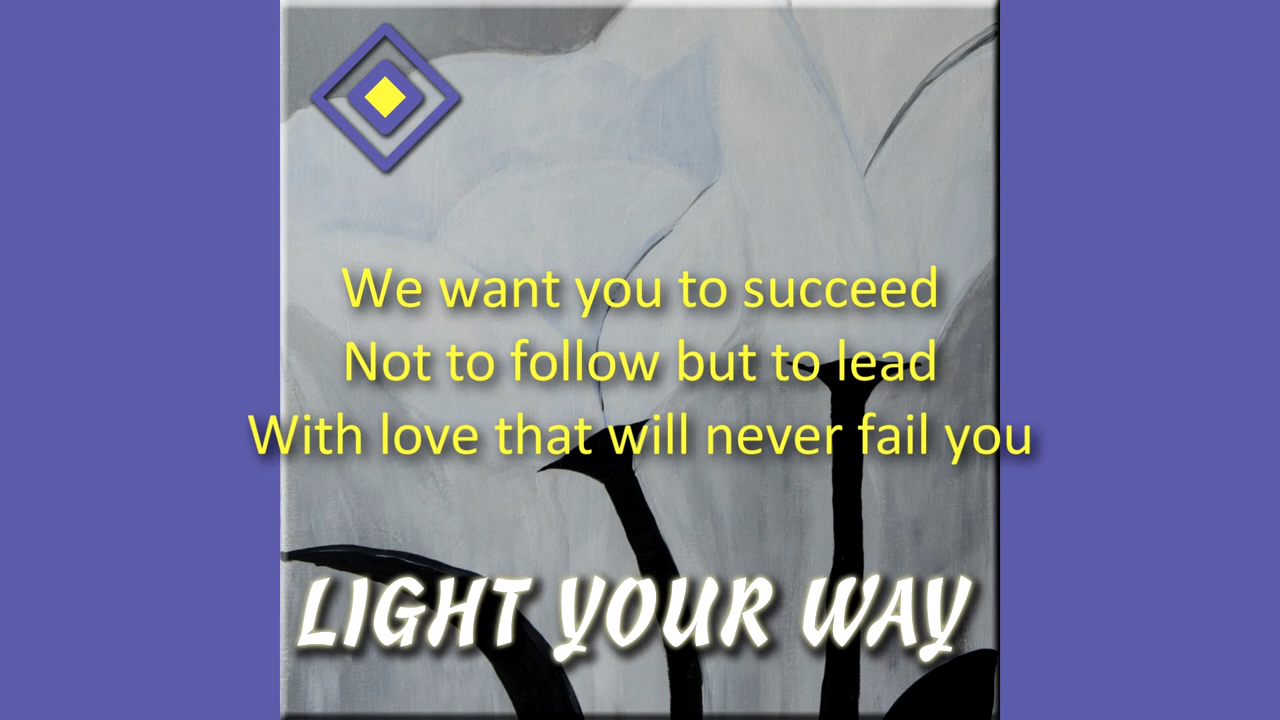 We want you to succeed
Not to follow but to lead
With love that will never fail you
LIGHT YOUR WAY